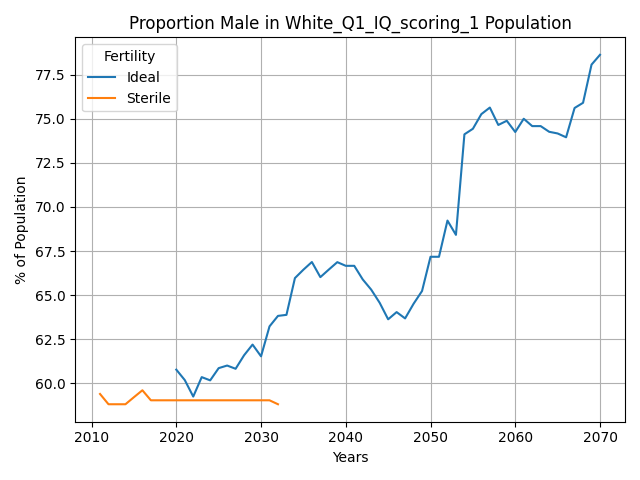 Proportion Male in White_Q1_IQ_scoring_1 Population
Fertility
Ideal
Sterile
% of Population
77.5
75.0
72.5
70.0
67.5
65.0
62.5
60.0
2010 2020 2030 2040 2050 2060 2070
Years